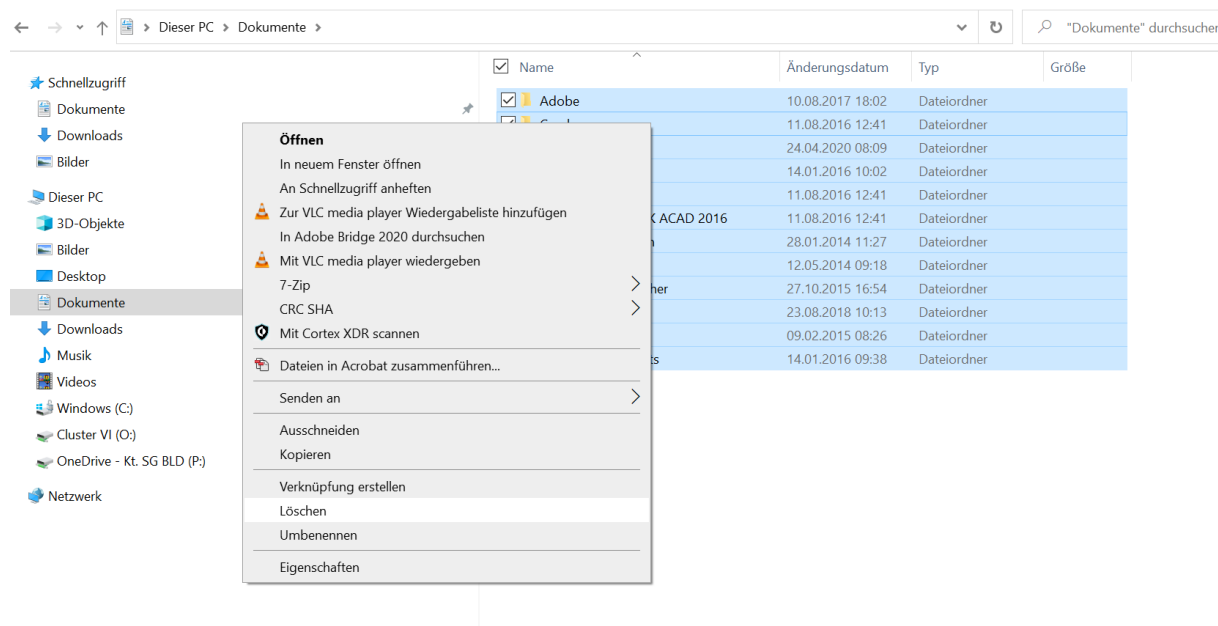 Dieser PC > Dokumente >
"Dokumente" durchsuchen
Name
Änderungsdatum
Typ
Größe
Schnellzugriff
Dokumente
Downloads
Bilder
Dieser PC
3D-Objekte
Bilder
Desktop
Dokumente
Downloads
Musik
Videos
Windows (C:)
Cluster VI (O:)
OneDrive - Kt. SG BLD (P:)
Netzwerk
Öffnen
In neuem Fenster öffnen
An Schnellzugriff anheften
Zur VLC media player Wiedergabeliste hinzufügen
In Adobe Bridge 2020 durchsuchen
Mit VLC media player wiedergeben
7-Zip
CRC SHA
Mit Cortex XDR scannen
Dateien in Acrobat zusammenführen...
Senden an
Ausschneiden
Kopieren
Verknüpfung erstellen
Löschen
Umbenennen
Eigenschaften
Adobe 10.08.2017 18:02 Dateiordner
11.08.2016 12:41 Dateiordner
24.04.2020 08:09 Dateiordner
14.01.2016 10:02 Dateiordner
11.08.2016 12:41 Dateiordner
ACAD 2016 11.08.2016 12:41 Dateiordner
28.01.2014 11:27 Dateiordner
12.05.2014 09:18 Dateiordner
her 27.10.2015 16:54 Dateiordner
23.08.2018 10:13 Dateiordner
09.02.2015 08:26 Dateiordner
ts 14.01.2016 09:38 Dateiordner